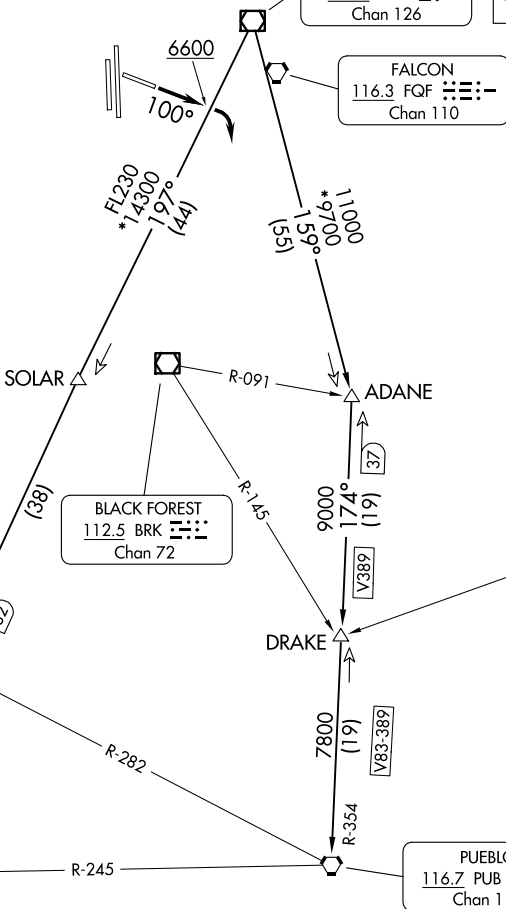 Chan 126
6600
FALCON
116.3 FQF
Chan 110
100°
FL230
*14300
197°
(44)
11000
*9700
159°
(55)
SOLAR
R-091
ADANE
37
(38)
R-145
BLACK FOREST
112.5 BRK
Chan 72
9000
174°
(19)
V389
DRAKE
7800
(19)
V83-389
R-282
R-354
R-245
116.7 PUB